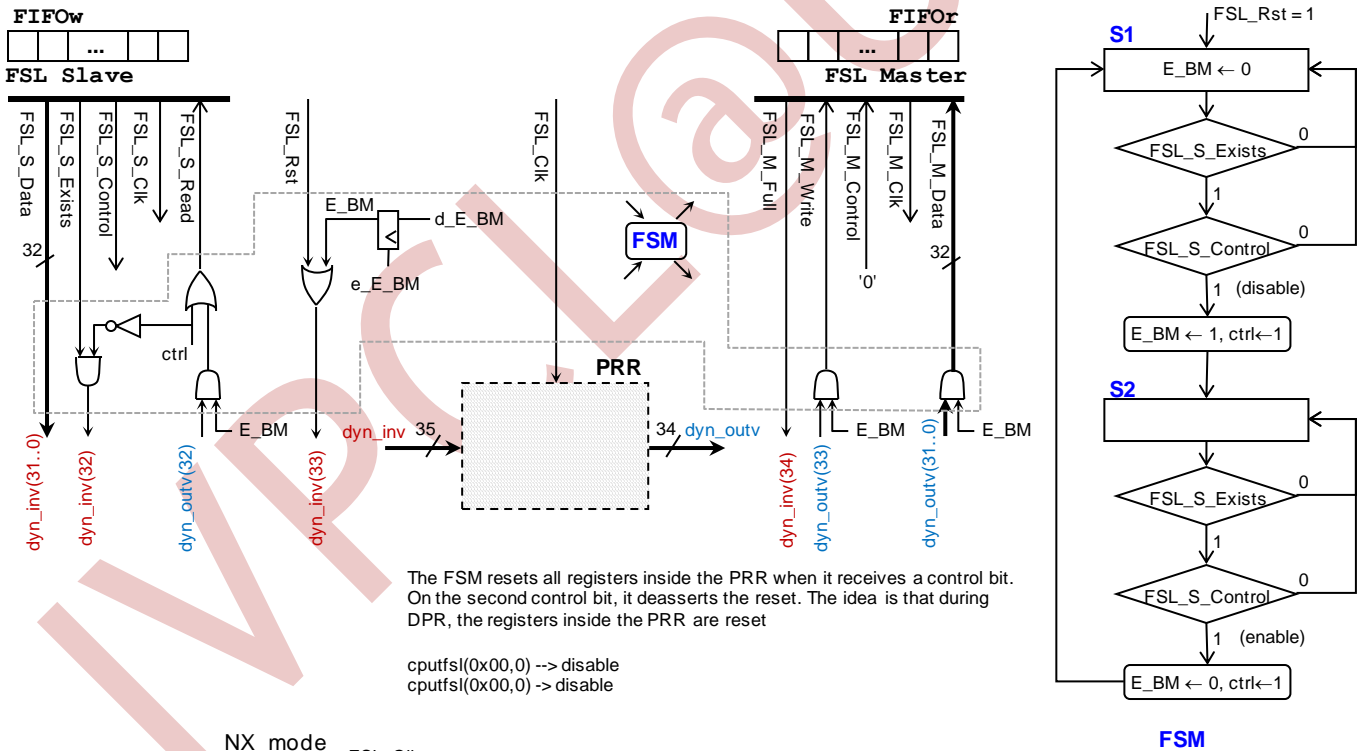 FIFOw
...
FSL Slave
FSL_S_Data
FSL_S_Exists
FSL_S_Control
FSL_S_Clk
FSL_S_Read
32
ctrl
E_BM
dyn_inv(31..0)
dyn_inv(32)
dyn_outv(32)
FSL_Rst
E_BM
d_E_BM
e_E_BM
dyn_inv(33)
FSL_Clk
FSM
PRR
dyn_inv
35
34
dyn_outv
FIFOr
...
FSL Master
FSL_M_Full
FSL_M_Write
FSL_M_Control
FSL_M_Clk
FSL_M_Data
'0'
32
E_BM
E_BM
dyn_inv(34)
dyn_outv(33)
dyn_outv(31..0)
The FSM resets all registers inside the PRR when it receives a control bit.
On the second control bit, it deasserts the reset. The idea is that during
DPR, the registers inside the PRR are reset
cputfsl(0x00,0) --> disable
cputfsl(0x00,0) -> disable
NX mode
FSL_Rst = 1
S1
E_BM ← 0
FSL_S_Exists
0
1
FSL_S_Control
0
1 (disable)
E_BM ← 1, ctrl←1
S2
FSL_S_Exists
0
1
FSL_S_Control
0
1 (enable)
E_BM ← 0, ctrl←1
FSM